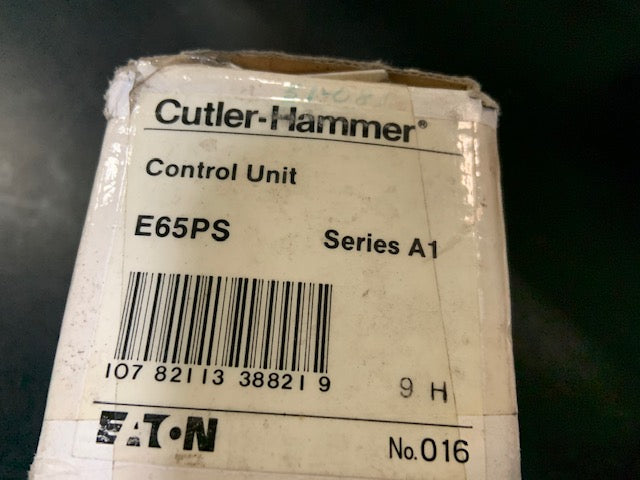 Cutler-Hammer®
Control Unit
E65PS Series A1
107 82113 38821 9
9 H
EATON
No. 016